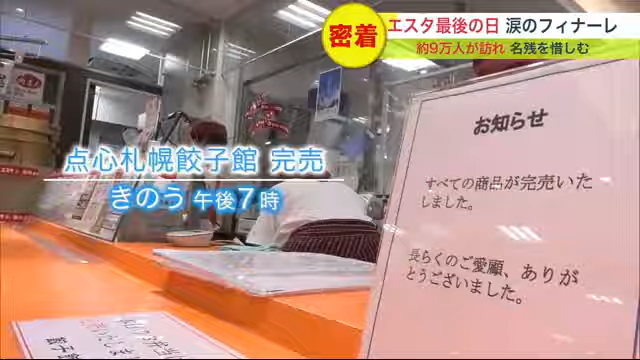 密着
エスタ最後の日 涙のフィナーレ
約9万人が訪れ 名残を惜しむ
点心札幌餃子館 完売
きのう 午後7時
お知らせ
すべての商品が完売いた
しました。
長らくのご愛顧、ありが
とうございました。